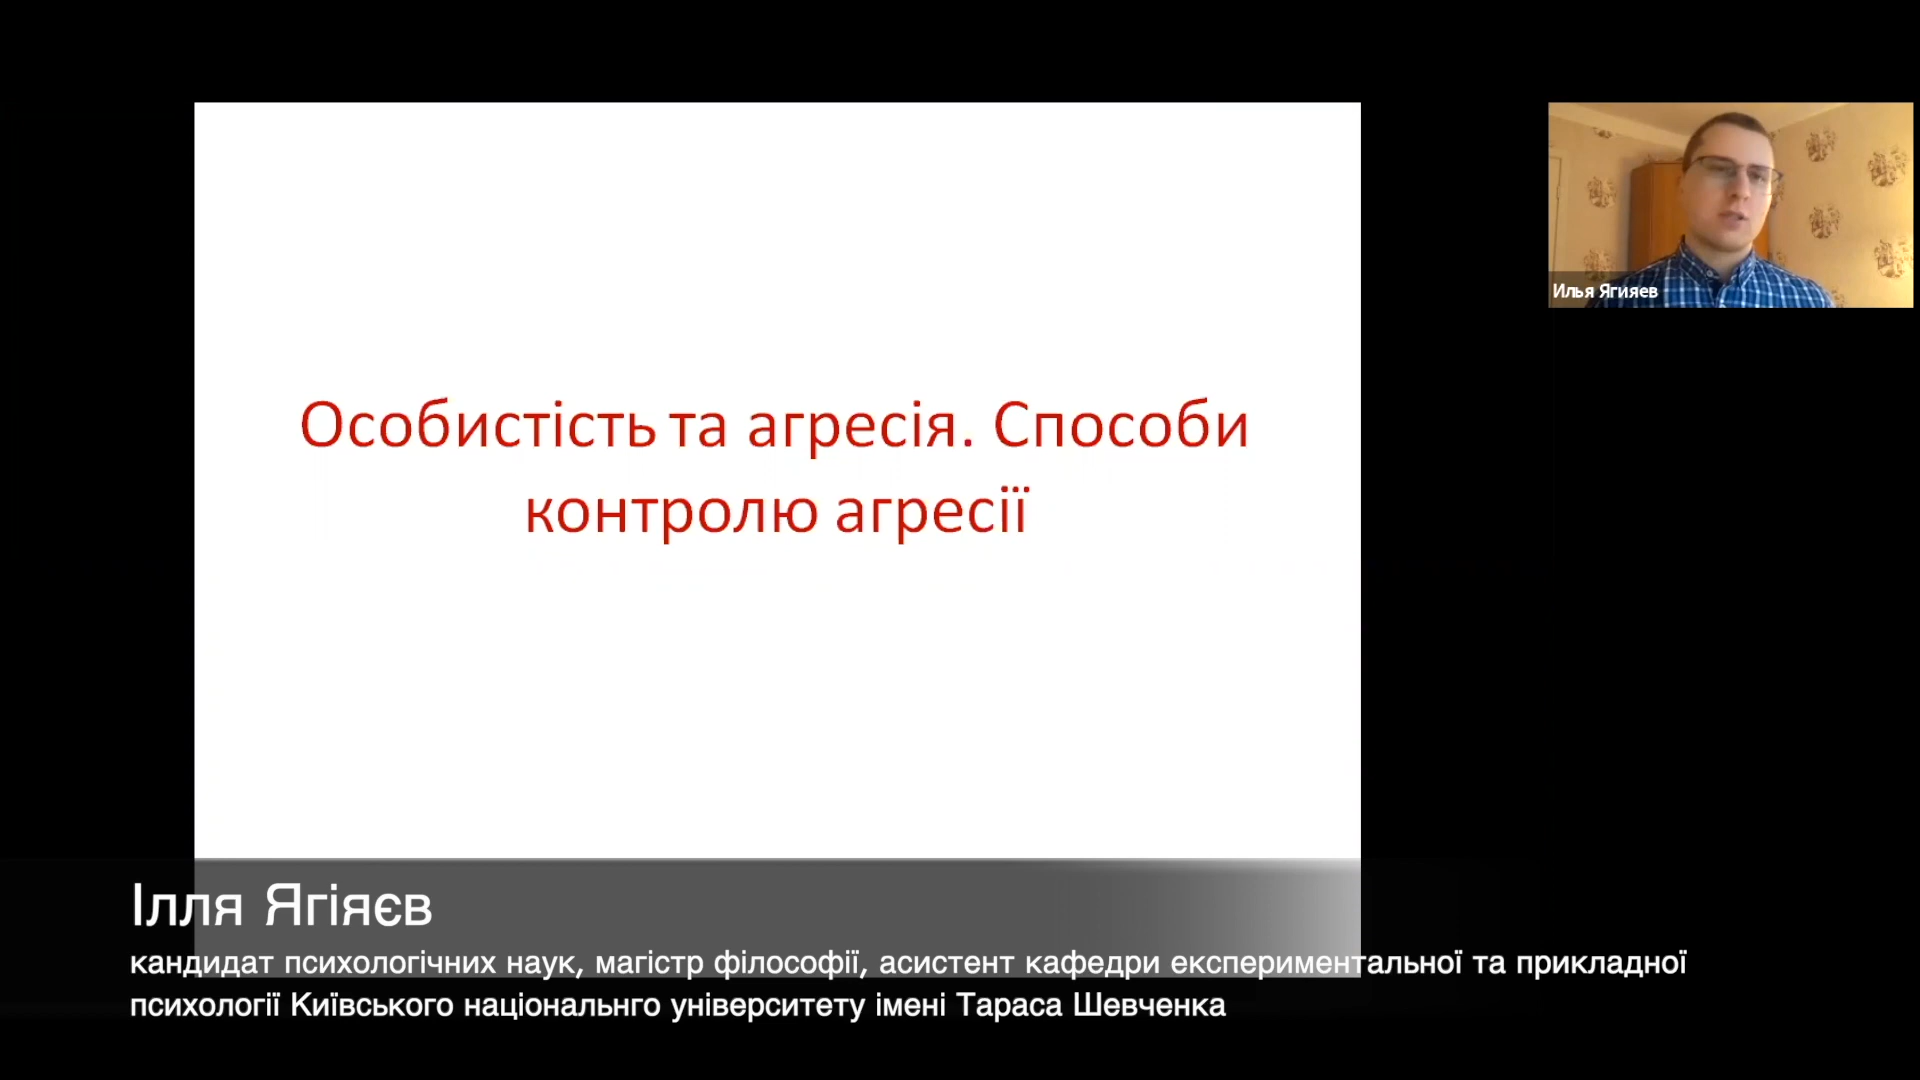 Особистість та агресія. Способи
контролю агресії
Илья Ягияев
Ілля Ягіяєв
кандидат психологічних наук, магістр філософії, асистент кафедри експериментальної та прикладної
психології Київського національнго університету імені Тараса Шевченка